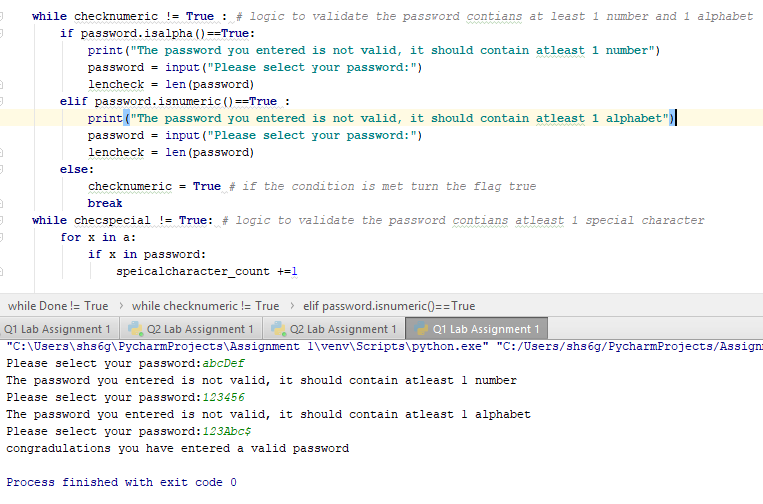 while checknumeric != True : # logic to validate the password contians at least 1 number and 1 alphabet
if password.isalpha()==True:
print("The password you entered is not valid, it should contain atleast 1 number")
password = input("Please select your password:")
lencheck = len(password)
elif password.isnumeric()==True :
print("The password you entered is not valid, it should contain atleast 1 alphabet")
password = input("Please select your password:")
lencheck = len(password)
else:
checknumeric = True # if the condition is met turn the flag true
break
while checspecial != True: # logic to validate the password contians atleast 1 special character
for x in a:
if x in password:
speicalcharacter_count +=1
while Done != True › while checknumeric != True › elif password.isnumeric()==True
Q1 Lab Assignment 1 Q2 Lab Assignment 1 Q2 Lab Assignment 1 Q1 Lab Assignment 1
"C:\Users\shs6g\PycharmProjects\Assignment 1\venv\Scripts\python.exe" "C:/Users/shs6g/PycharmProjects/Assign
Please select your password:abcDef
The password you entered is not valid, it should contain atleast 1 number
Please select your password:123456
The password you entered is not valid, it should contain atleast 1 alphabet
Please select your password:123Abc$
congradulations you have entered a valid password
Process finished with exit code 0